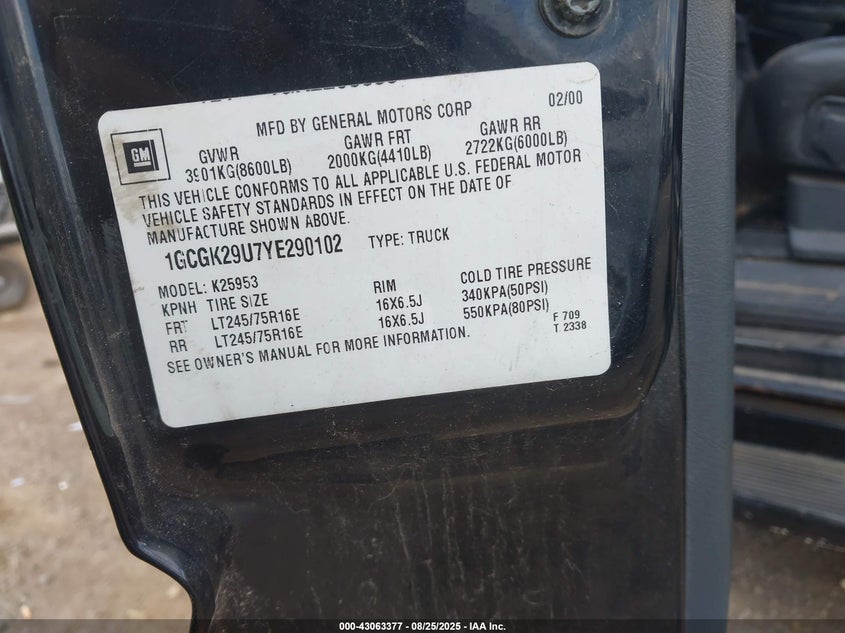 MFD BY GENERAL MOTORS CORP 02/00
GM
GVWR GAWR FRT GAWR RR
3901KG(8600LB) 2000KG(4410LB) 2722KG(6000LB)
THIS VEHICLE CONFORMS TO ALL APPLICABLE U.S. FEDERAL MOTOR
VEHICLE SAFETY STANDARDS IN EFFECT ON THE DATE OF
MANUFACTURE SHOWN ABOVE.
1GCGK29U7YE290102 TYPE: TRUCK
MODEL: K25953
KPNH TIRE SIZE RIM COLD TIRE PRESSURE
FRT LT245/75R16E 16X6.5J 340KPA(50PSI)
RR LT245/75R16E 16X6.5J 550KPA(80PSI)
F 709
T 2338
SEE OWNER'S MANUAL FOR MORE INFORMATION.
000-43063377 - 08/25/2025 - IAA Inc.